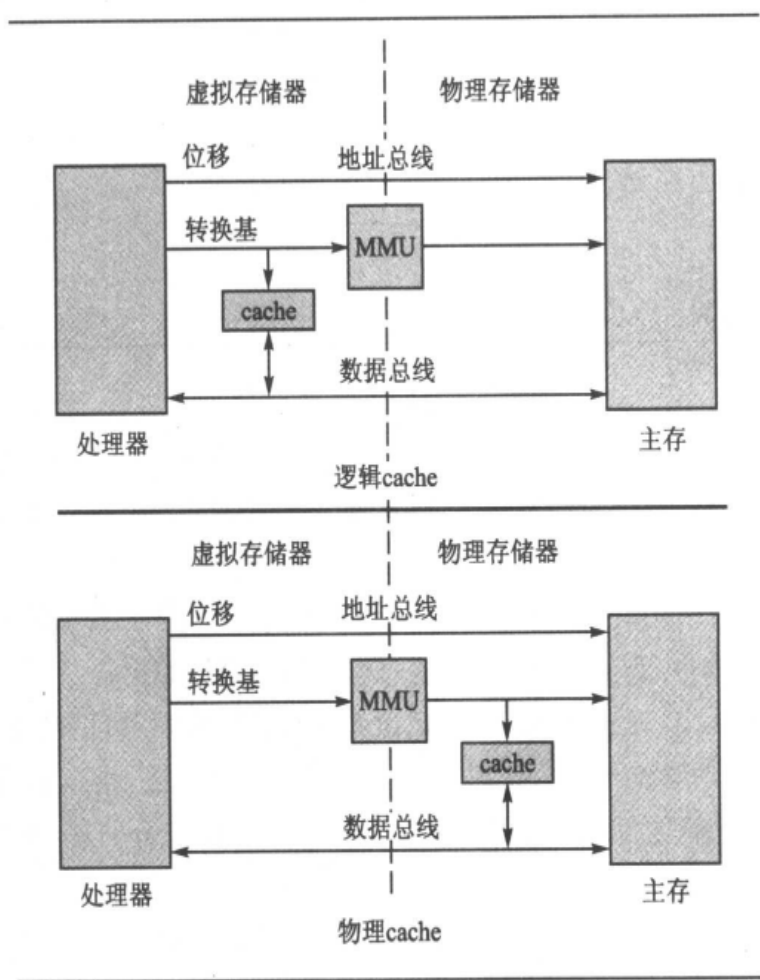 虚拟存储器 物理存储器
位移 地址总线
转换基 MMU
cache
数据总线
处理器 主存
逻辑cache
虚拟存储器 物理存储器
位移 地址总线
转换基 MMU
cache
数据总线
处理器 主存
物理cache